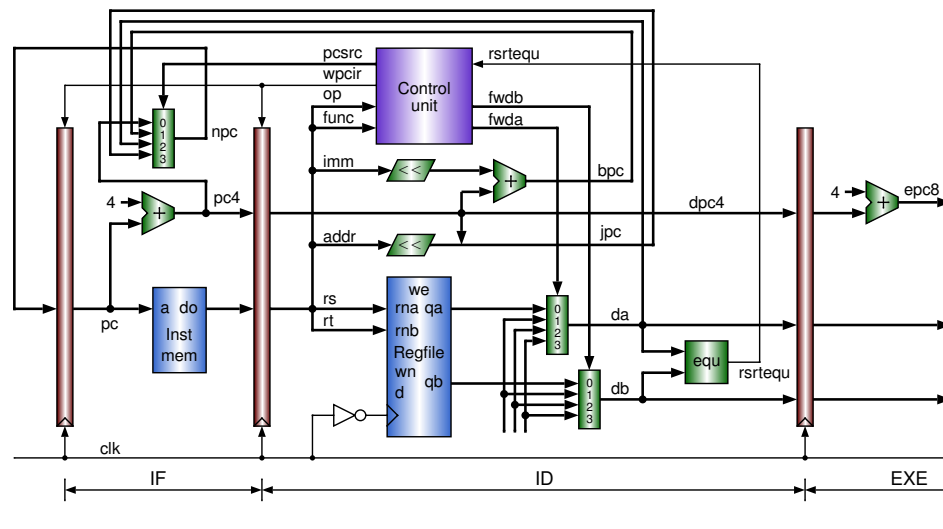 pcsrc
rsrtequ
wpcir
Control
unit
op
fwdb
func
fwda
0
1
2
3
npc
imm
<<
+
bpc
4
+
pc4
dpc4
4
+
epc8
addr
<<
jpc
pc
a do
Inst
mem
rs
rt
we
rna qa
rnb
Regfile
wn
qb
d
0
1
2
3
da
0
1
2
3
db
equ
rsrtequ
clk
IF
ID
EXE